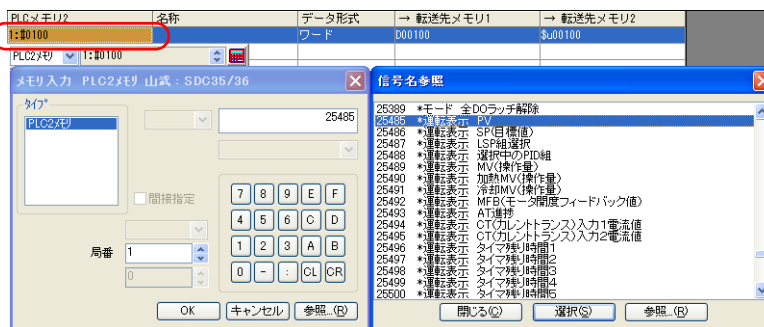 PLCメモリ2 名称 データ形式 → 転送先メモリ1 → 転送先メモリ2
1:#0100 ワード D00100 $u00100
PLC2メモリ 1:#0100
メモリ入力 PLC2メモリ 山武:SDC35/36
タイプ
PLC2メモリ
25485
間接指定
7 8 9 E F
4 5 6 C D
1 2 3 A B
0 - : CL CR
局番 1
0
OK キャンセル 参照...(R)
信号名参照
25389 *モード 全DOラッチ解除
25485 *運転表示 PV
25486 *運転表示 SP(目標値)
25487 *運転表示 LSP組選択
25488 *運転表示 選択中のPID組
25489 *運転表示 MV(操作量)
25490 *運転表示 加熱MV(操作量)
25491 *運転表示 冷却MV(操作量)
25492 *運転表示 MFB(モータ開度フィードバック値)
25493 *運転表示 AT進捗
25494 *運転表示 CT(カレントトランス)入力1電流値
25495 *運転表示 CT(カレントトランス)入力2電流値
25496 *運転表示 タイマ残り時間1
25497 *運転表示 タイマ残り時間2
25498 *運転表示 タイマ残り時間3
25499 *運転表示 タイマ残り時間4
25500 *運転表示 タイマ残り時間5
閉じる(C) 選択(S) 参照...(R)